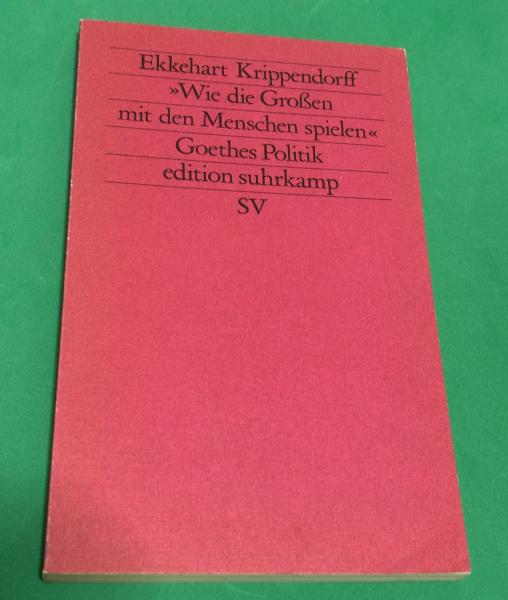 Ekkehart Krippendorff
»Wie die Großen
mit den Menschen spielen«
Goethes Politik
edition suhrkamp
SV